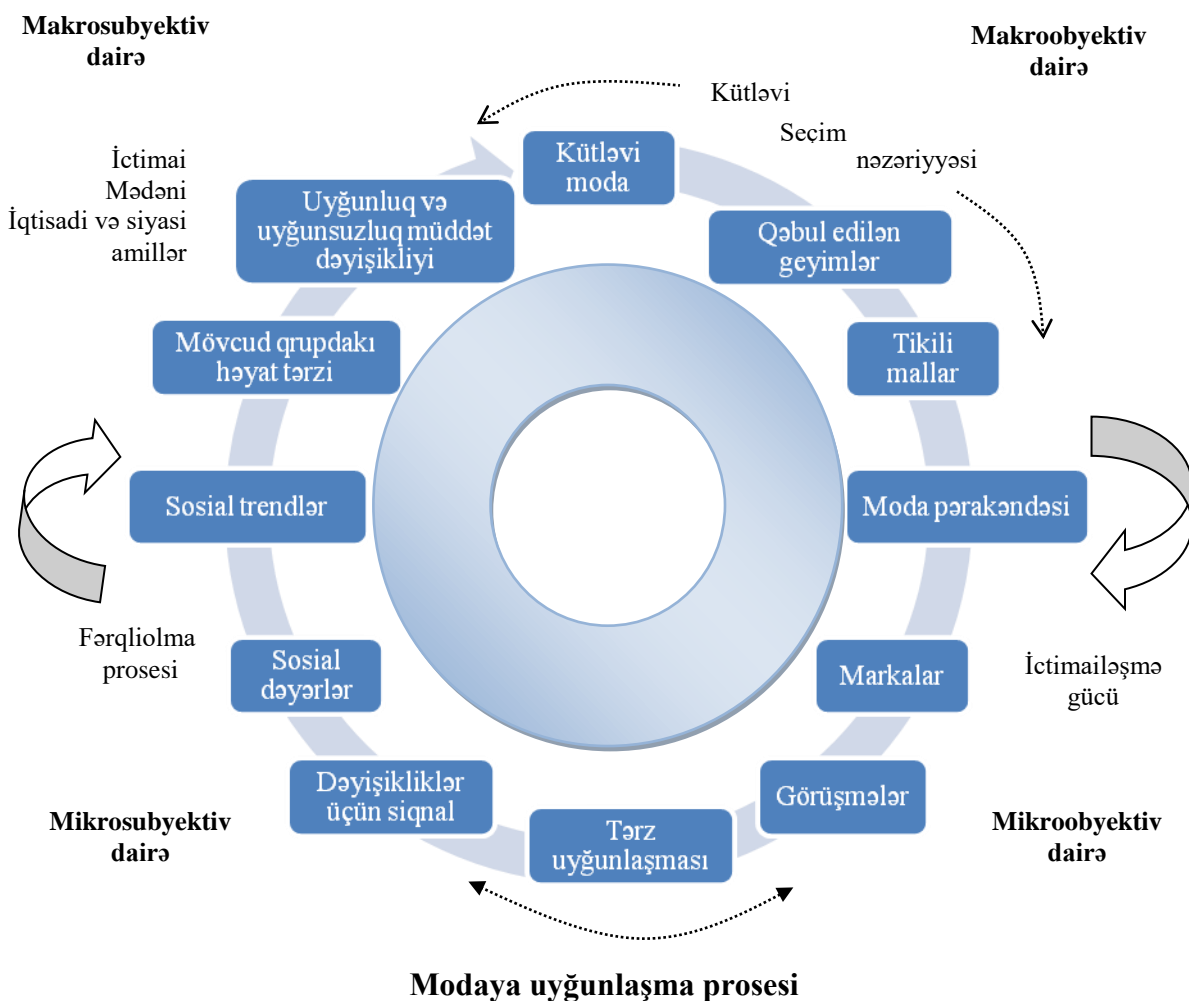 Makrosubyektiv
dairə
Makroobyektiv
dairə
Kütləvi
Seçim
nəzəriyyəsi
İctimai
Mədəni
İqtisadi və siyasi
amillər
Kütləvi
moda
Uyğunluq və
uyğunsuzluq müddət
dəyişikliyi
Qəbul edilən
geyimlər
Mövcud qrupdakı
həyat tərzi
Tikili
mallar
Sosial trendlər
Moda pərakəndəsi
Fərqliolma
prosesi
Sosial
dəyərlər
Markalar
İctimailəşmə
gücü
Dəyişikliklər
üçün siqnal
Görüşmələr
Tərz
uyğunlaşması
Mikrosubyektiv
dairə
Mikroobyektiv
dairə
Modaya uyğunlaşma prosesi